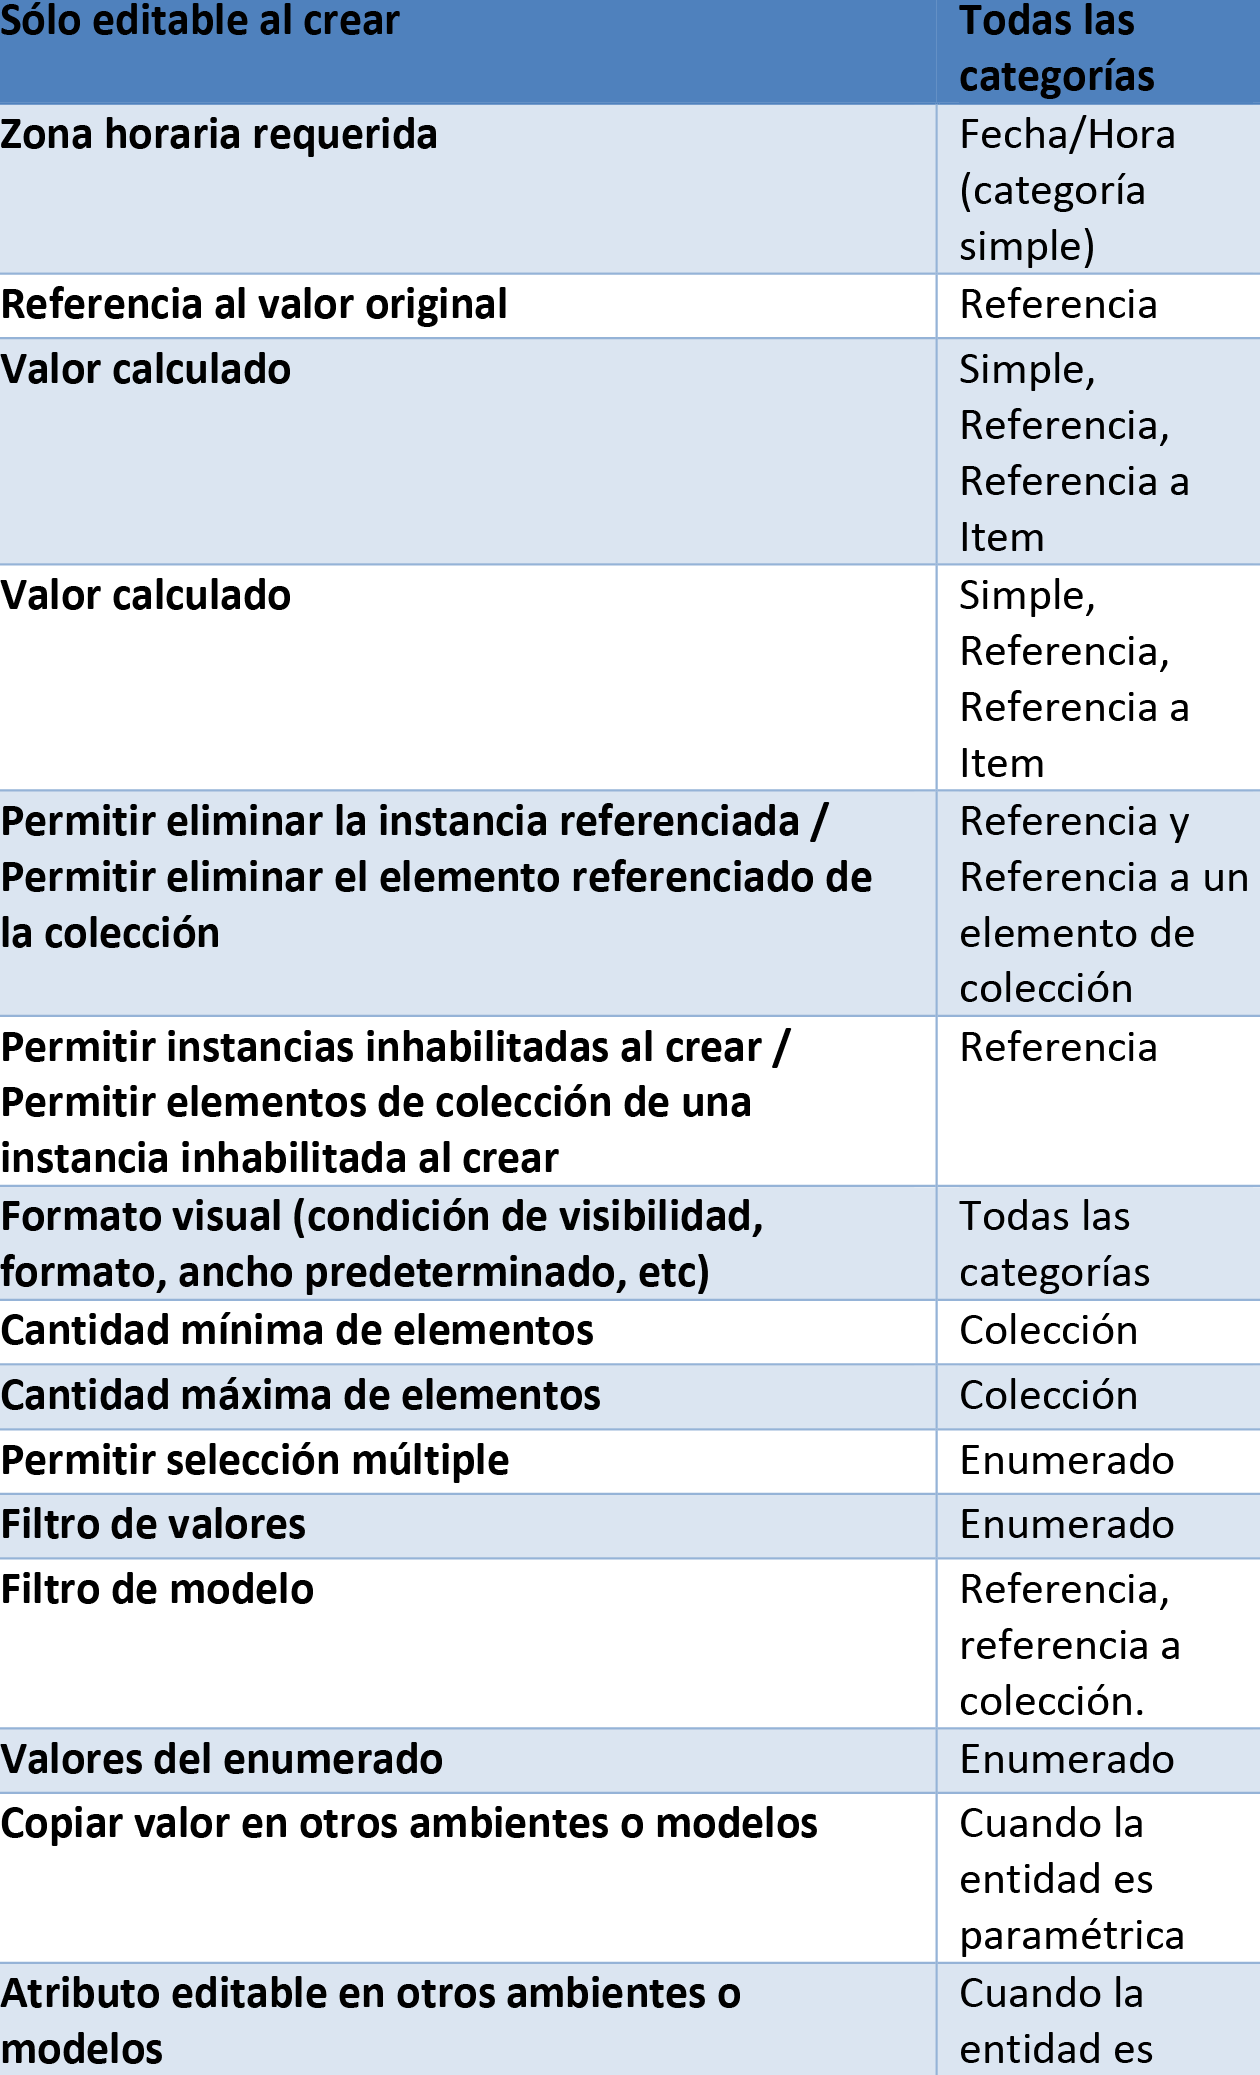 Sólo editable al crear
Todas las
categorías
Zona horaria requerida
Fecha/Hora
(categoría
simple)
Referencia al valor original
Referencia
Valor calculado
Simple,
Referencia,
Referencia a
Item
Valor calculado
Simple,
Referencia,
Referencia a
Item
Permitir eliminar la instancia referenciada /
Permitir eliminar el elemento referenciado de
la colección
Referencia y
Referencia a un
elemento de
colección
Permitir instancias inhabilitadas al crear /
Permitir elementos de colección de una
instancia inhabilitada al crear
Referencia
Formato visual (condición de visibilidad,
formato, ancho predeterminado, etc)
Todas las
categorías
Cantidad mínima de elementos
Colección
Cantidad máxima de elementos
Colección
Permitir selección múltiple
Enumerado
Filtro de valores
Enumerado
Filtro de modelo
Referencia,
referencia a
colección.
Valores del enumerado
Enumerado
Copiar valor en otros ambientes o modelos
Cuando la
entidad es
paramétrica
Atributo editable en otros ambientes o
modelos
Cuando la
entidad es